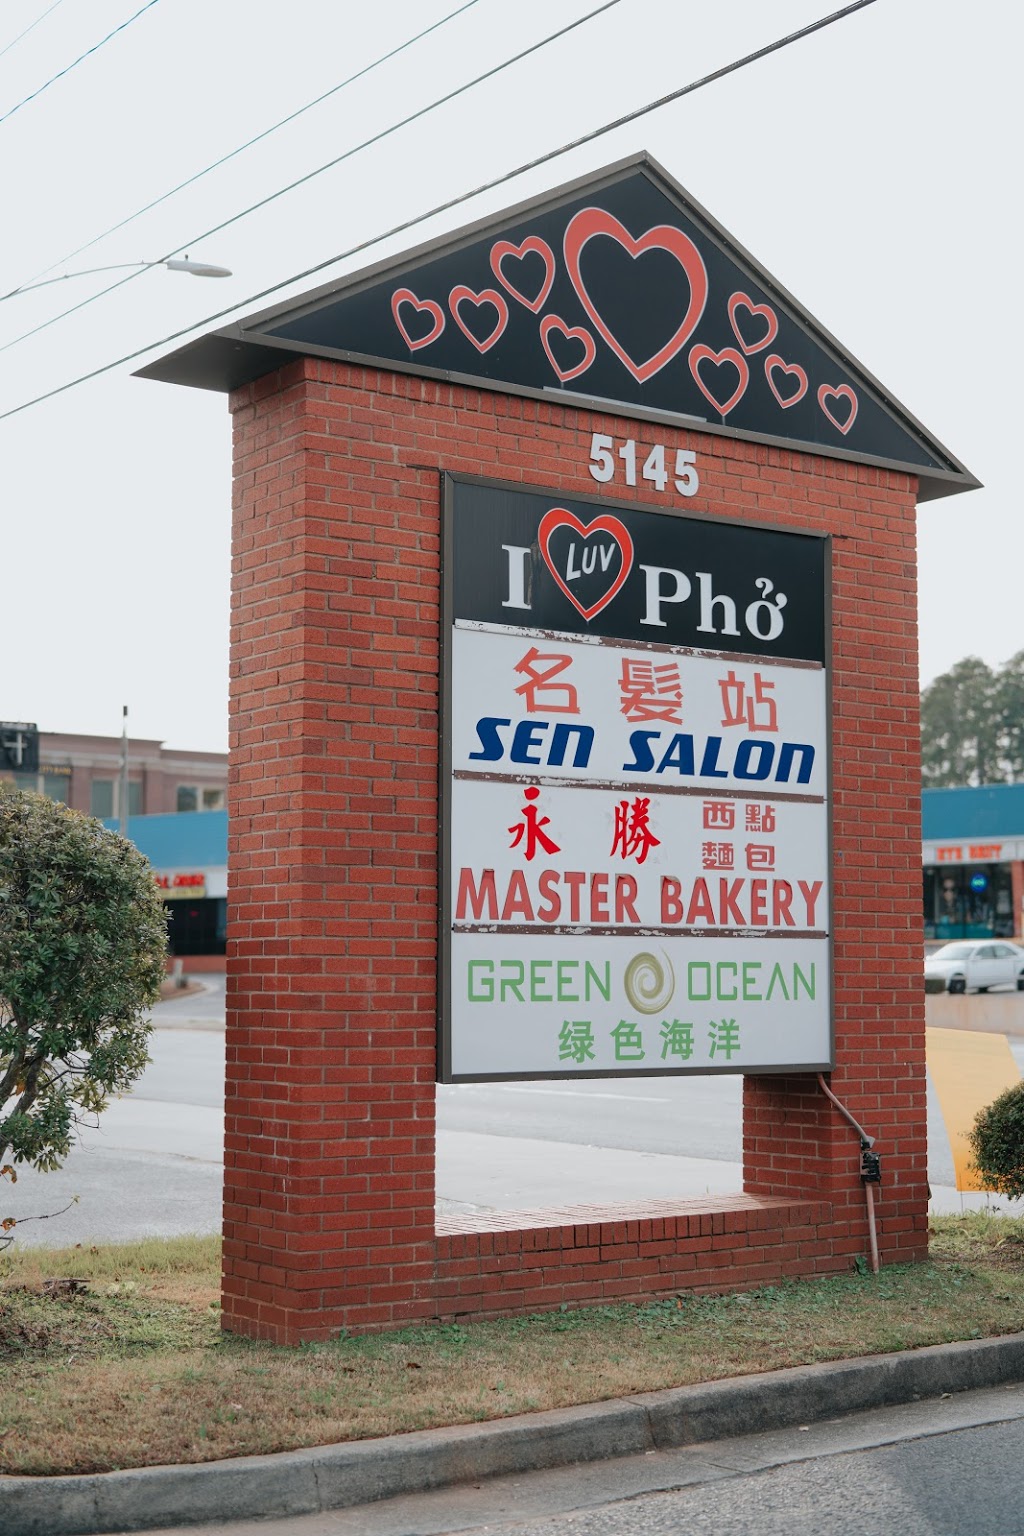 5145
I LUV Phở
名髮站
SEN SALON
永勝 西點
麵包
MASTER BAKERY
GREEN OCEAN
绿色海洋